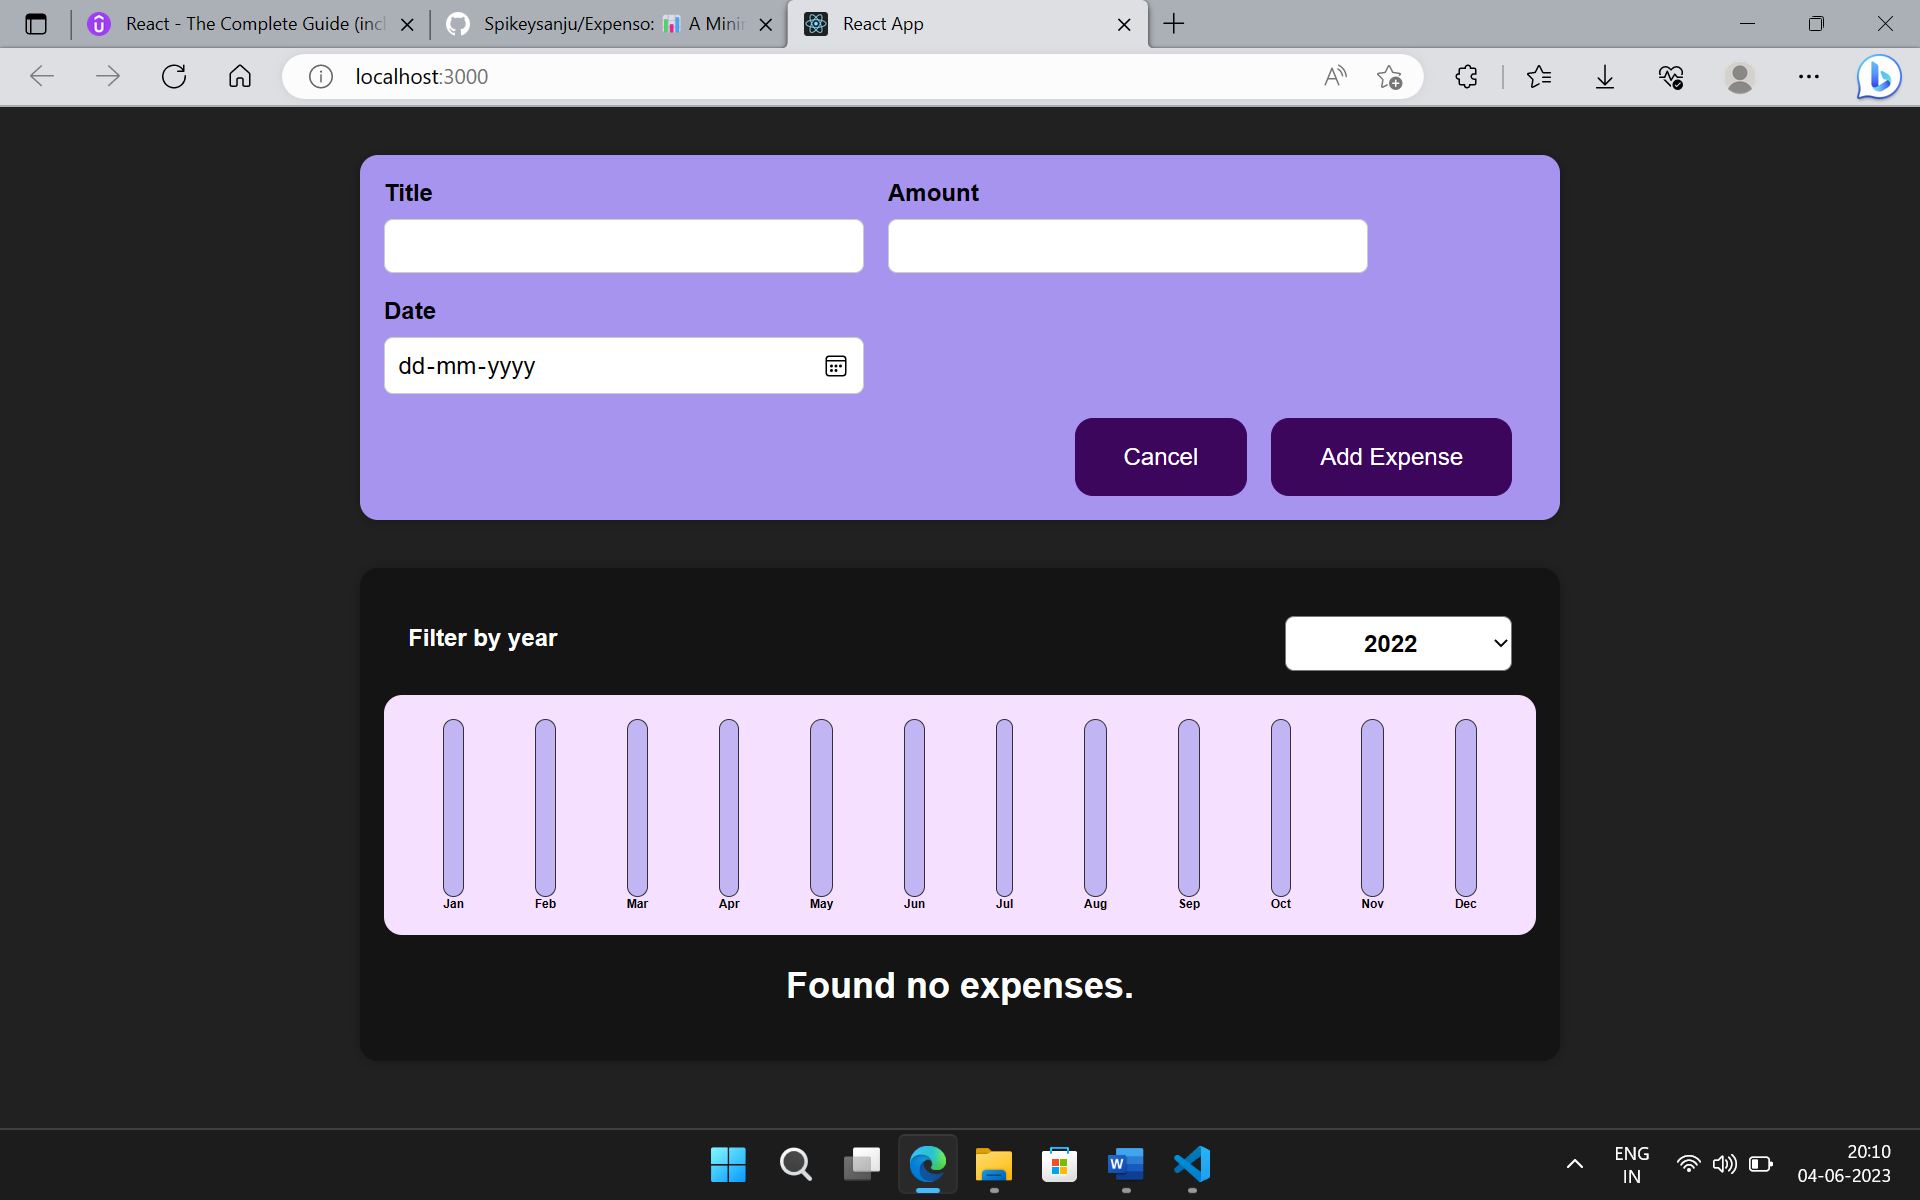 React - The Complete Guide (incl
Spikeysanju/Expenso: 📊 A Mini
React App
localhost:3000
Title
Amount
Date
dd-mm-yyyy
Cancel
Add Expense
Filter by year
2022
Jan Feb Mar Apr May Jun Jul Aug Sep Oct Nov Dec
Found no expenses.
ENG
IN
20:10
04-06-2023